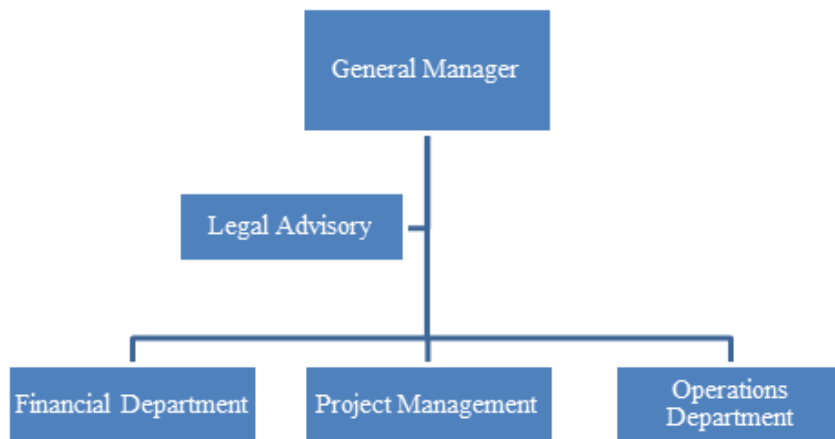 General Manager
Legal Advisory
Financial Department
Project Management
Operations
Department